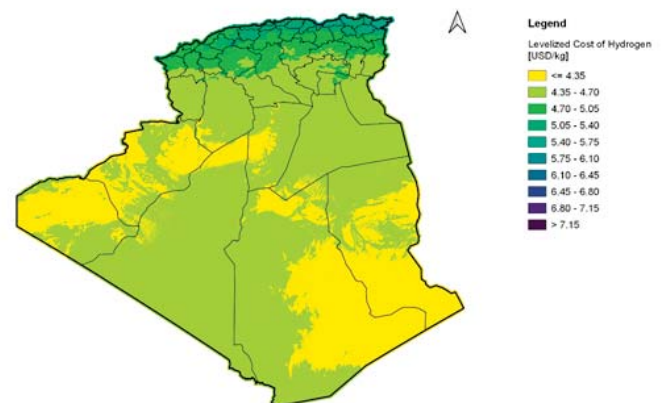 Legend
Levelized Cost of Hydrogen
[USD/kg]
<= 4.35
4.35 - 4.70
4.70 - 5.05
5.05 - 5.40
5.40 - 5.75
5.75 - 6.10
6.10 - 6.45
6.45 - 6.80
6.80 - 7.15
> 7.15